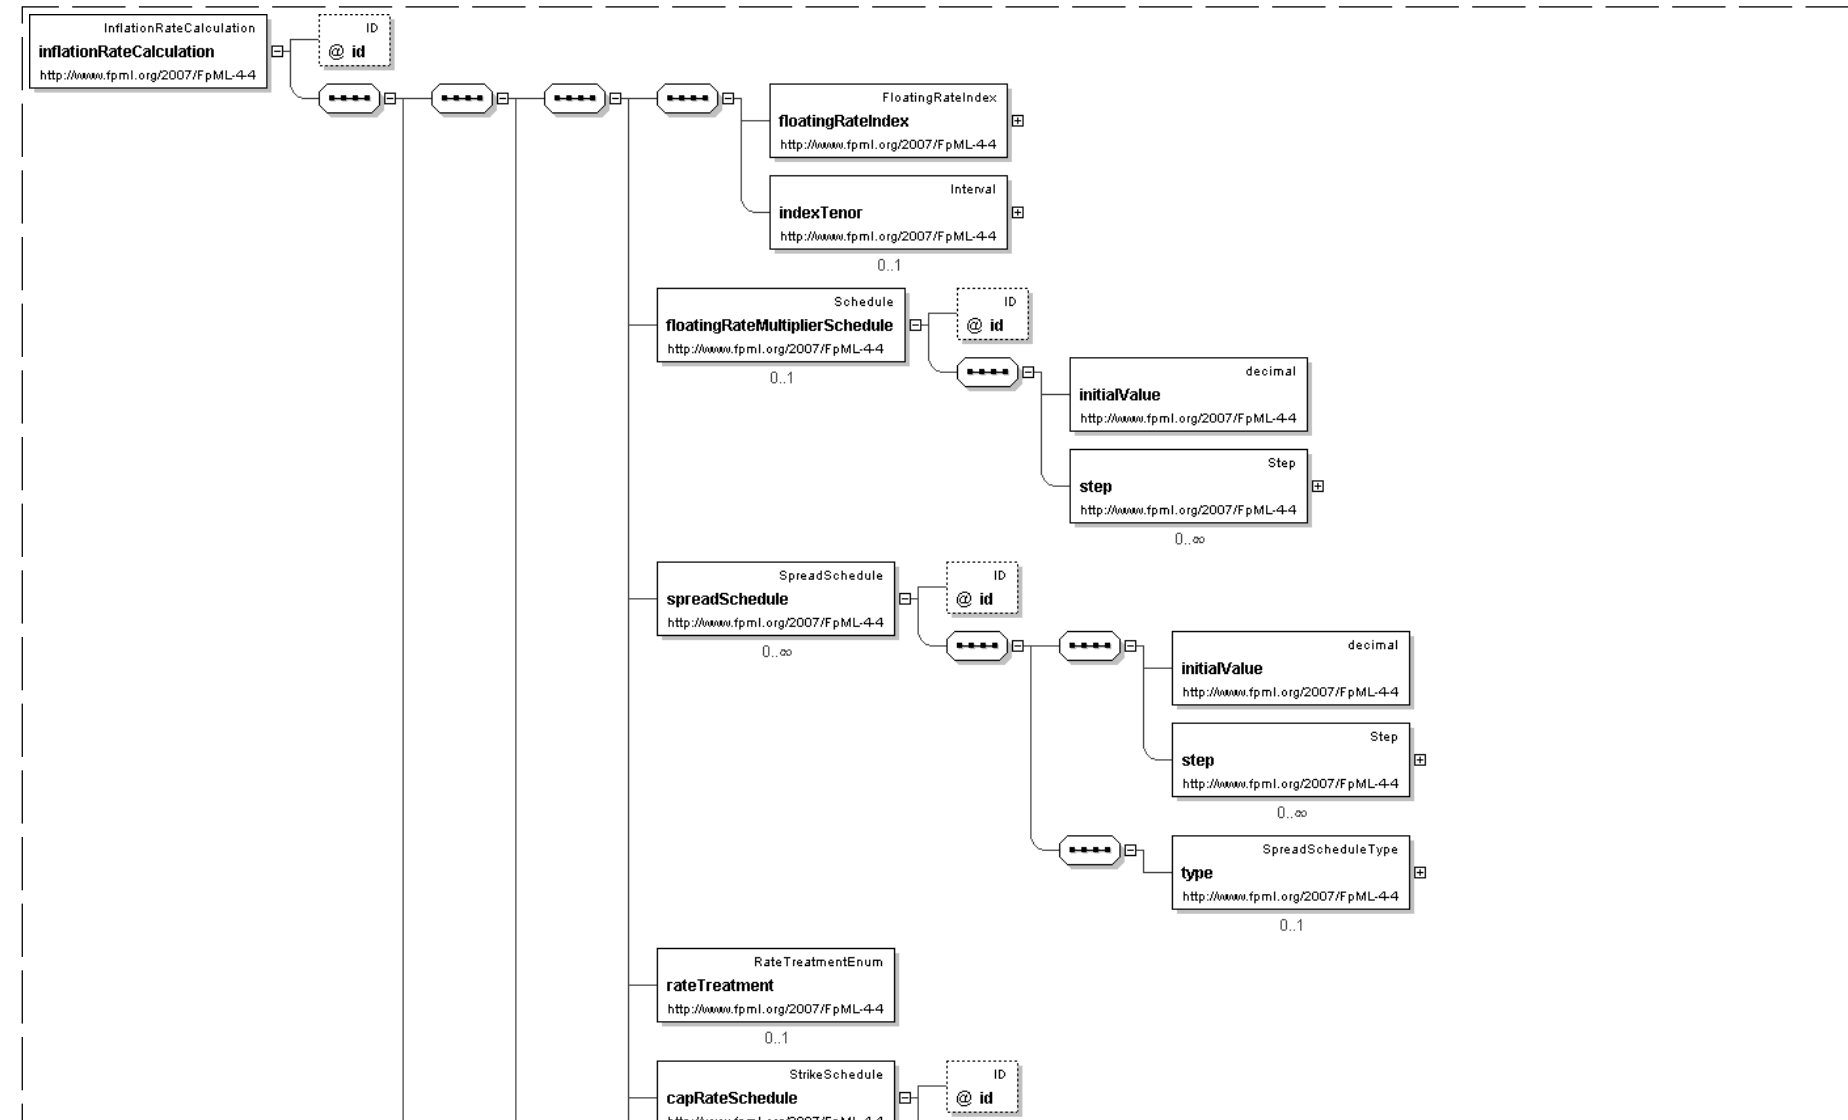 InflationRateCalculation
inflationRateCalculation
http://www.fpml.org/2007/FpML-4-4
ID
@ id
FloatingRateIndex
floatingRateIndex
http://www.fpml.org/2007/FpML-4-4
Interval
indexTenor
http://www.fpml.org/2007/FpML-4-4
0..1
Schedule
floatingRateMultiplierSchedule
http://www.fpml.org/2007/FpML-4-4
0..1
ID
@ id
decimal
initialValue
http://www.fpml.org/2007/FpML-4-4
Step
step
http://www.fpml.org/2007/FpML-4-4
0..∞
SpreadSchedule
spreadSchedule
http://www.fpml.org/2007/FpML-4-4
0..∞
ID
@ id
decimal
initialValue
http://www.fpml.org/2007/FpML-4-4
Step
step
http://www.fpml.org/2007/FpML-4-4
0..∞
SpreadScheduleType
type
http://www.fpml.org/2007/FpML-4-4
0..1
RateTreatmentEnum
rateTreatment
http://www.fpml.org/2007/FpML-4-4
0..1
StrikeSchedule
capRateSchedule
ID
@ id